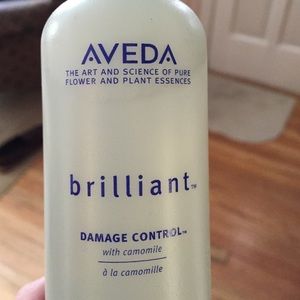 AVEDA
THE ART AND SCIENCE OF PURE
FLOWER AND PLANT ESSENCES
brilliant™
DAMAGE CONTROL™
with camomile
à la camomille